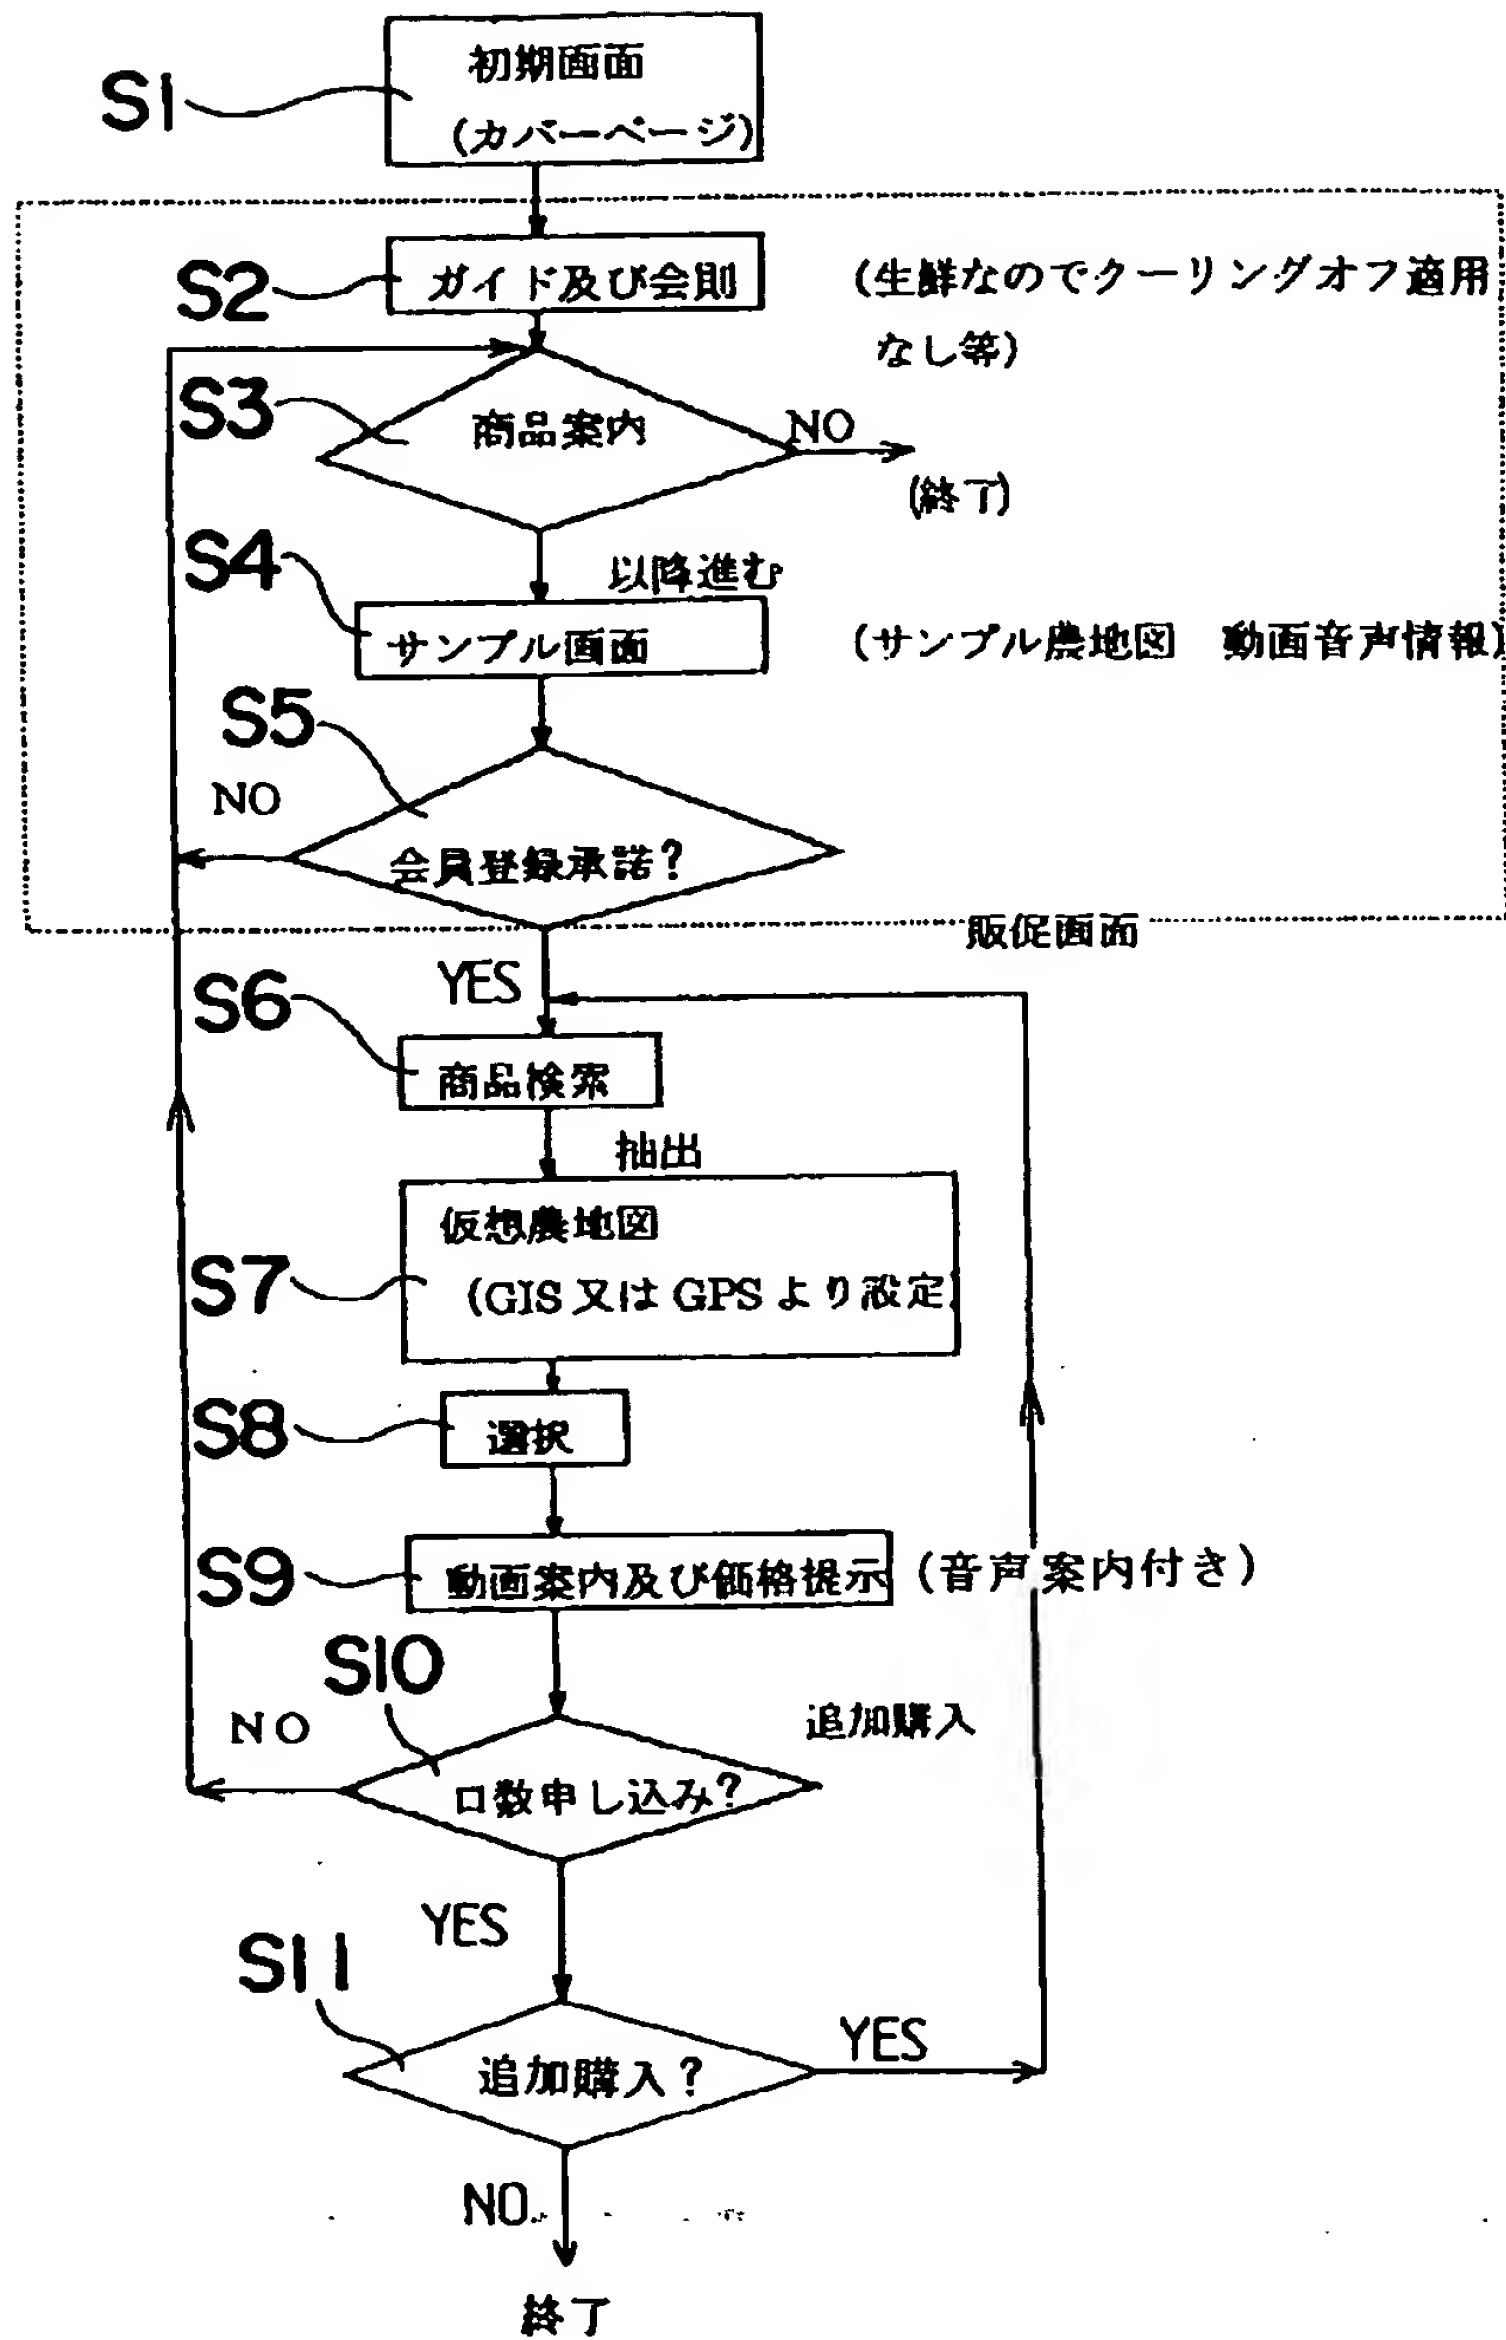 初期画面
S1
(カバーページ)
S2
ガイド及び会則
(生鮮なのでクーリングオフ適用
なし等)
S3
商品案内
NO
(終了)
S4
以降進む
サンプル画面
(サンプル農地図 動画音声情報)
S5
NO
会員登録承諾?
販促画面
YES
S6
商品検索
抽出
仮想農地図
S7
(GIS又はGPSより設定)
S8
選択
S9
動画案内及び価格提示
(音声案内付き)
S10
NO
追加購入
口数申し込み?
YES
S11
YES
追加購入?
NO
終了